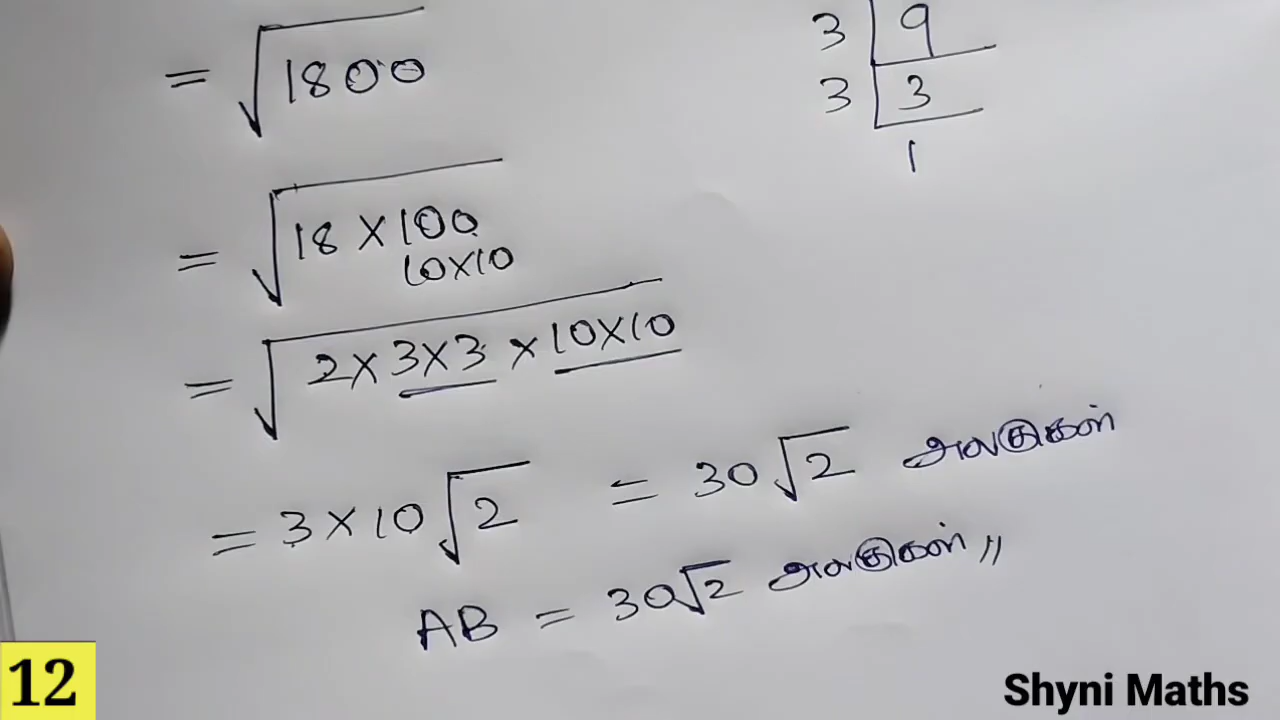 = √1800
3 | 9
3 | 3
1
= √18 × 100
10×10
= √2 × 3 × 3 × 10 × 10
= 3 × 10 √2 = 30 √2 அலகுகள்
AB = 30√2 அலகுகள் //
12
Shyni Maths